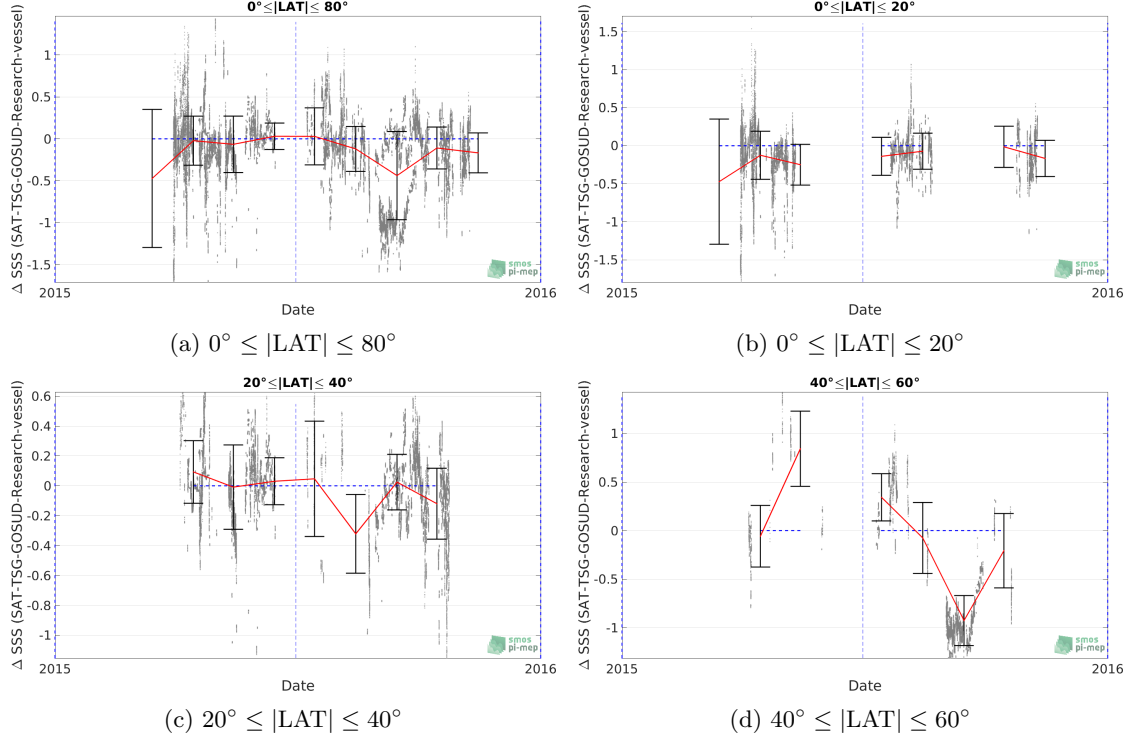 0°≤|LAT|≤ 80°
Δ SSS (SAT-TSG-GOSUD-Research-vessel)
1
0.5
0
-0.5
-1
-1.5
2015
2016
Date
smos
pi-mep
(a) 0° ≤ |LAT| ≤ 80°
0°≤|LAT|≤ 20°
Δ SSS (SAT-TSG-GOSUD-Research-vessel)
1.5
1
0.5
0
-0.5
-1
-1.5
2015
2016
Date
smos
pi-mep
(b) 0° ≤ |LAT| ≤ 20°
20°≤|LAT|≤ 40°
Δ SSS (SAT-TSG-GOSUD-Research-vessel)
0.6
0.4
0.2
0
-0.2
-0.4
-0.6
-0.8
-1
2015
2016
Date
smos
pi-mep
(c) 20° ≤ |LAT| ≤ 40°
40°≤|LAT|≤ 60°
Δ SSS (SAT-TSG-GOSUD-Research-vessel)
1
0.5
0
-0.5
-1
2015
2016
Date
smos
pi-mep
(d) 40° ≤ |LAT| ≤ 60°